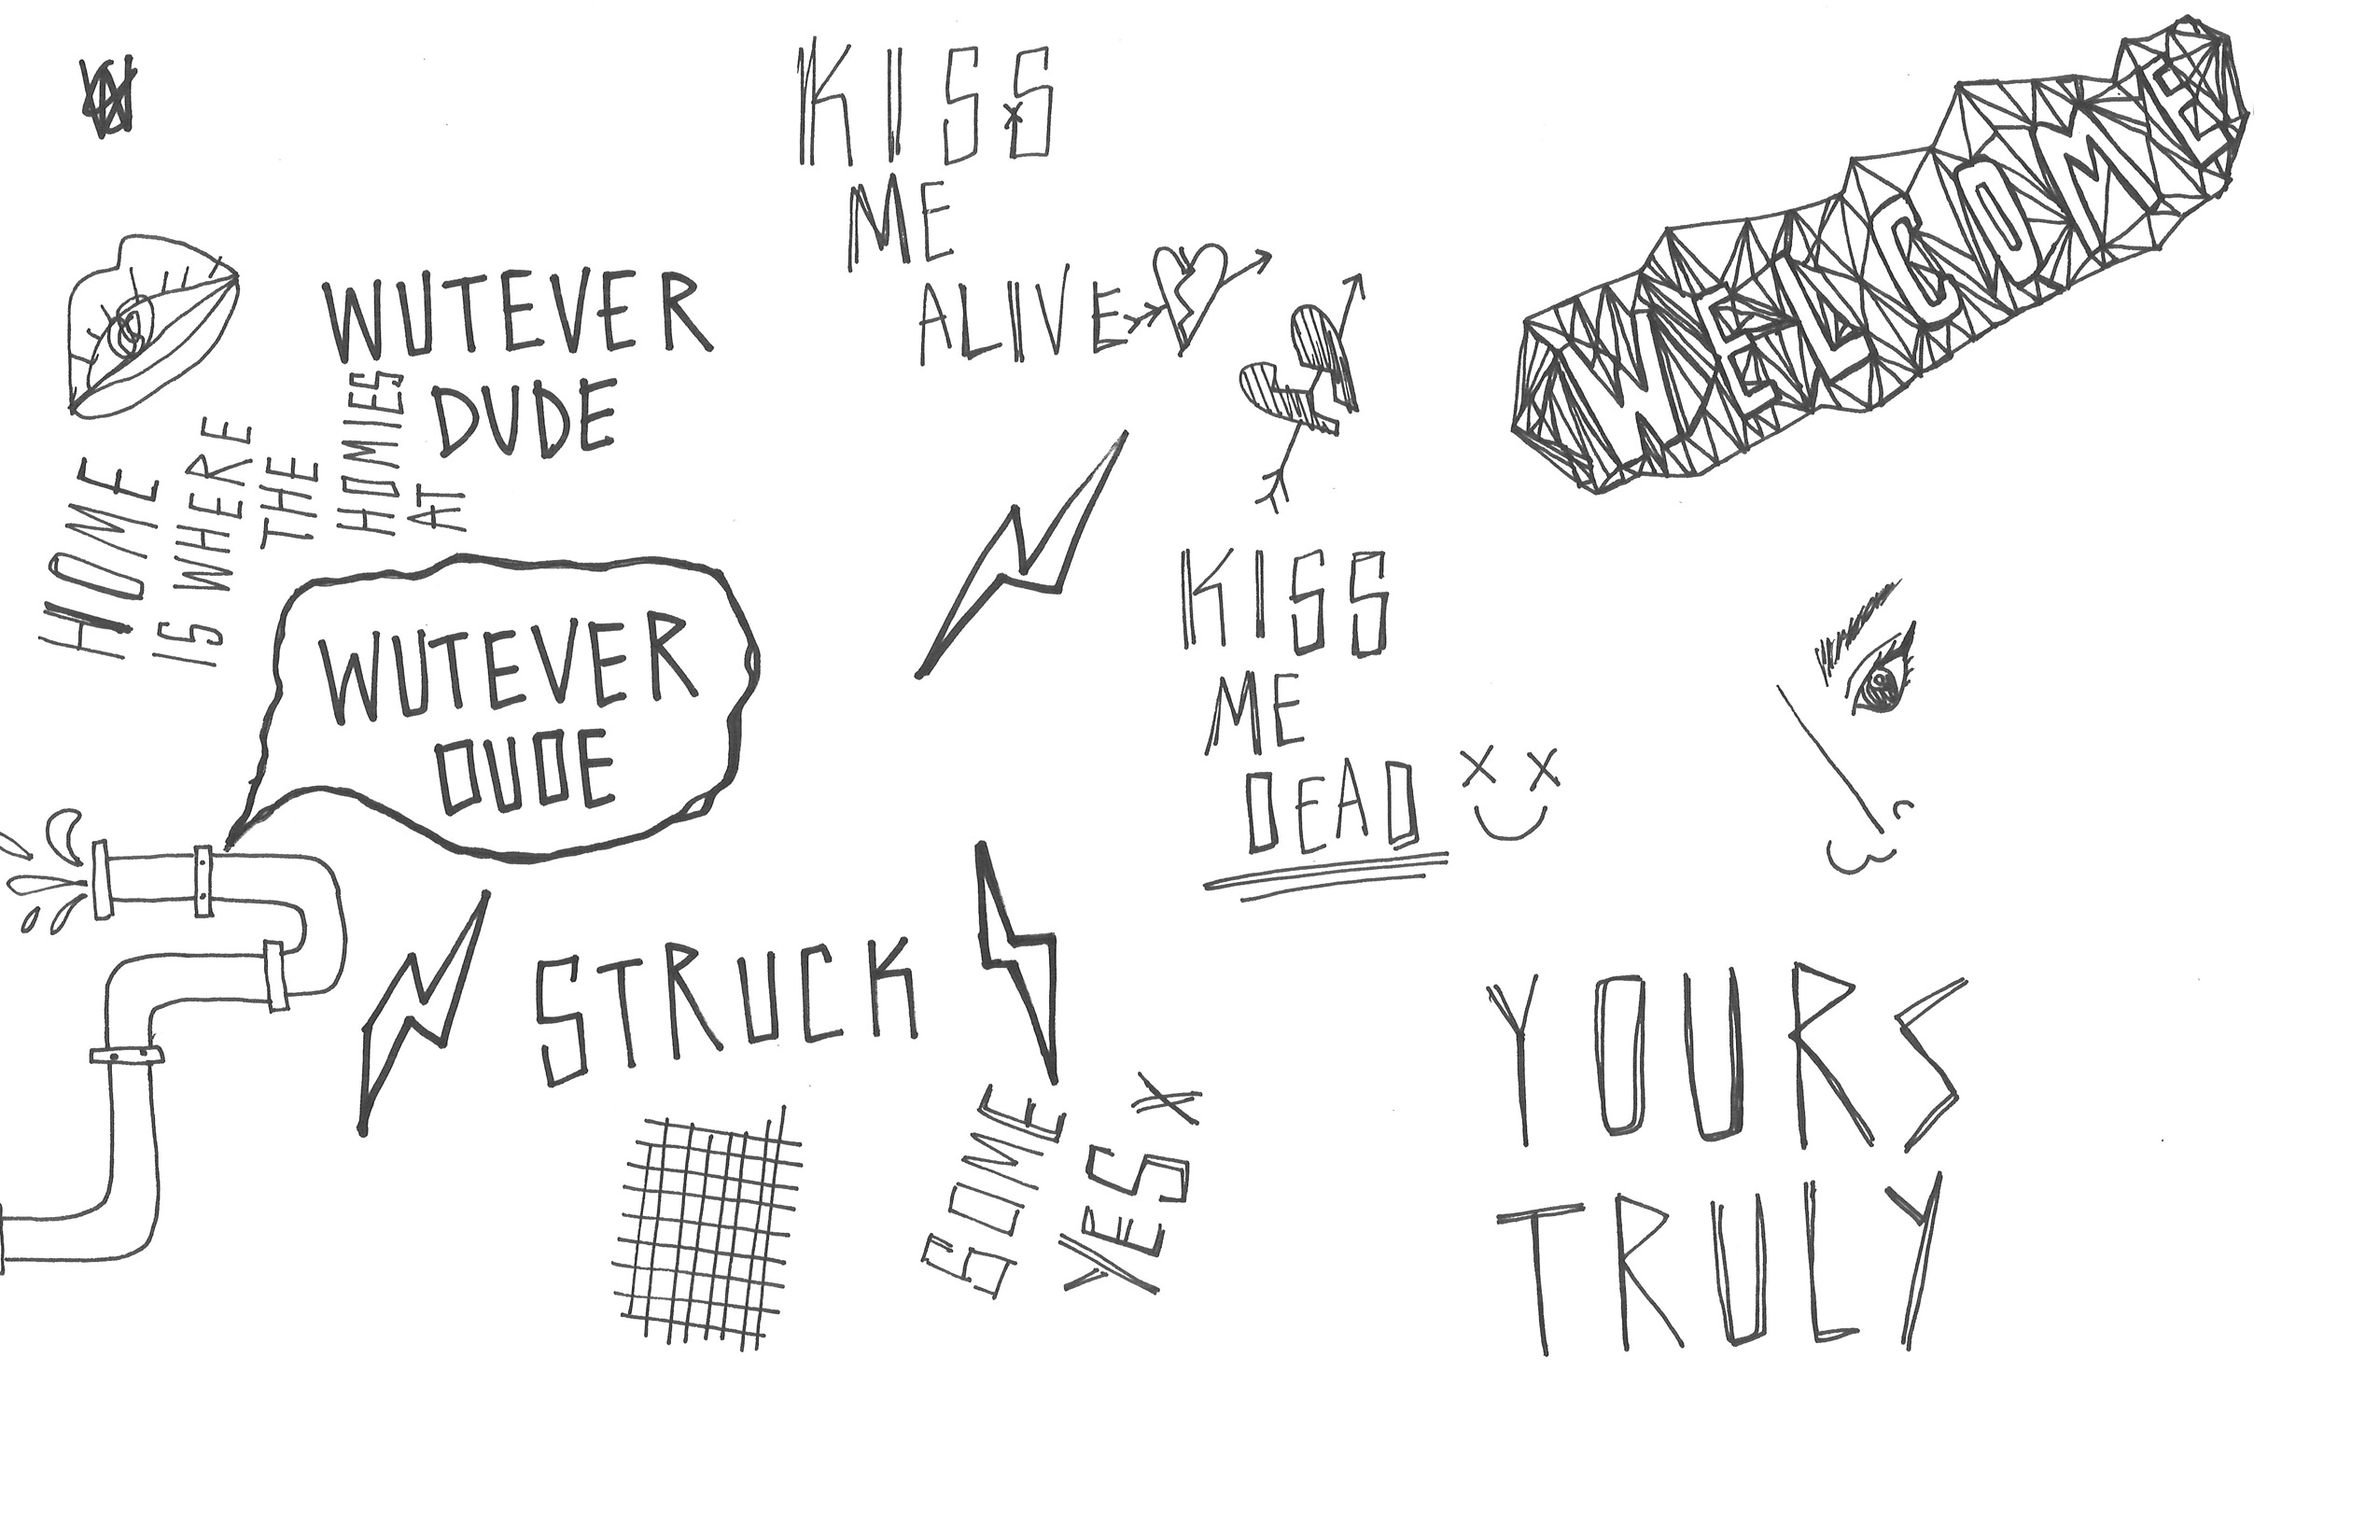 KISS
ME
ALIVE
WELCOME
WUTEVER
DUDE
HOME
IS WHERE
THE
HOMIES
AT
WUTEVER
DUDE
KISS
ME
DEAD
STRUCK
SOME
YES
YOURS
TRULY